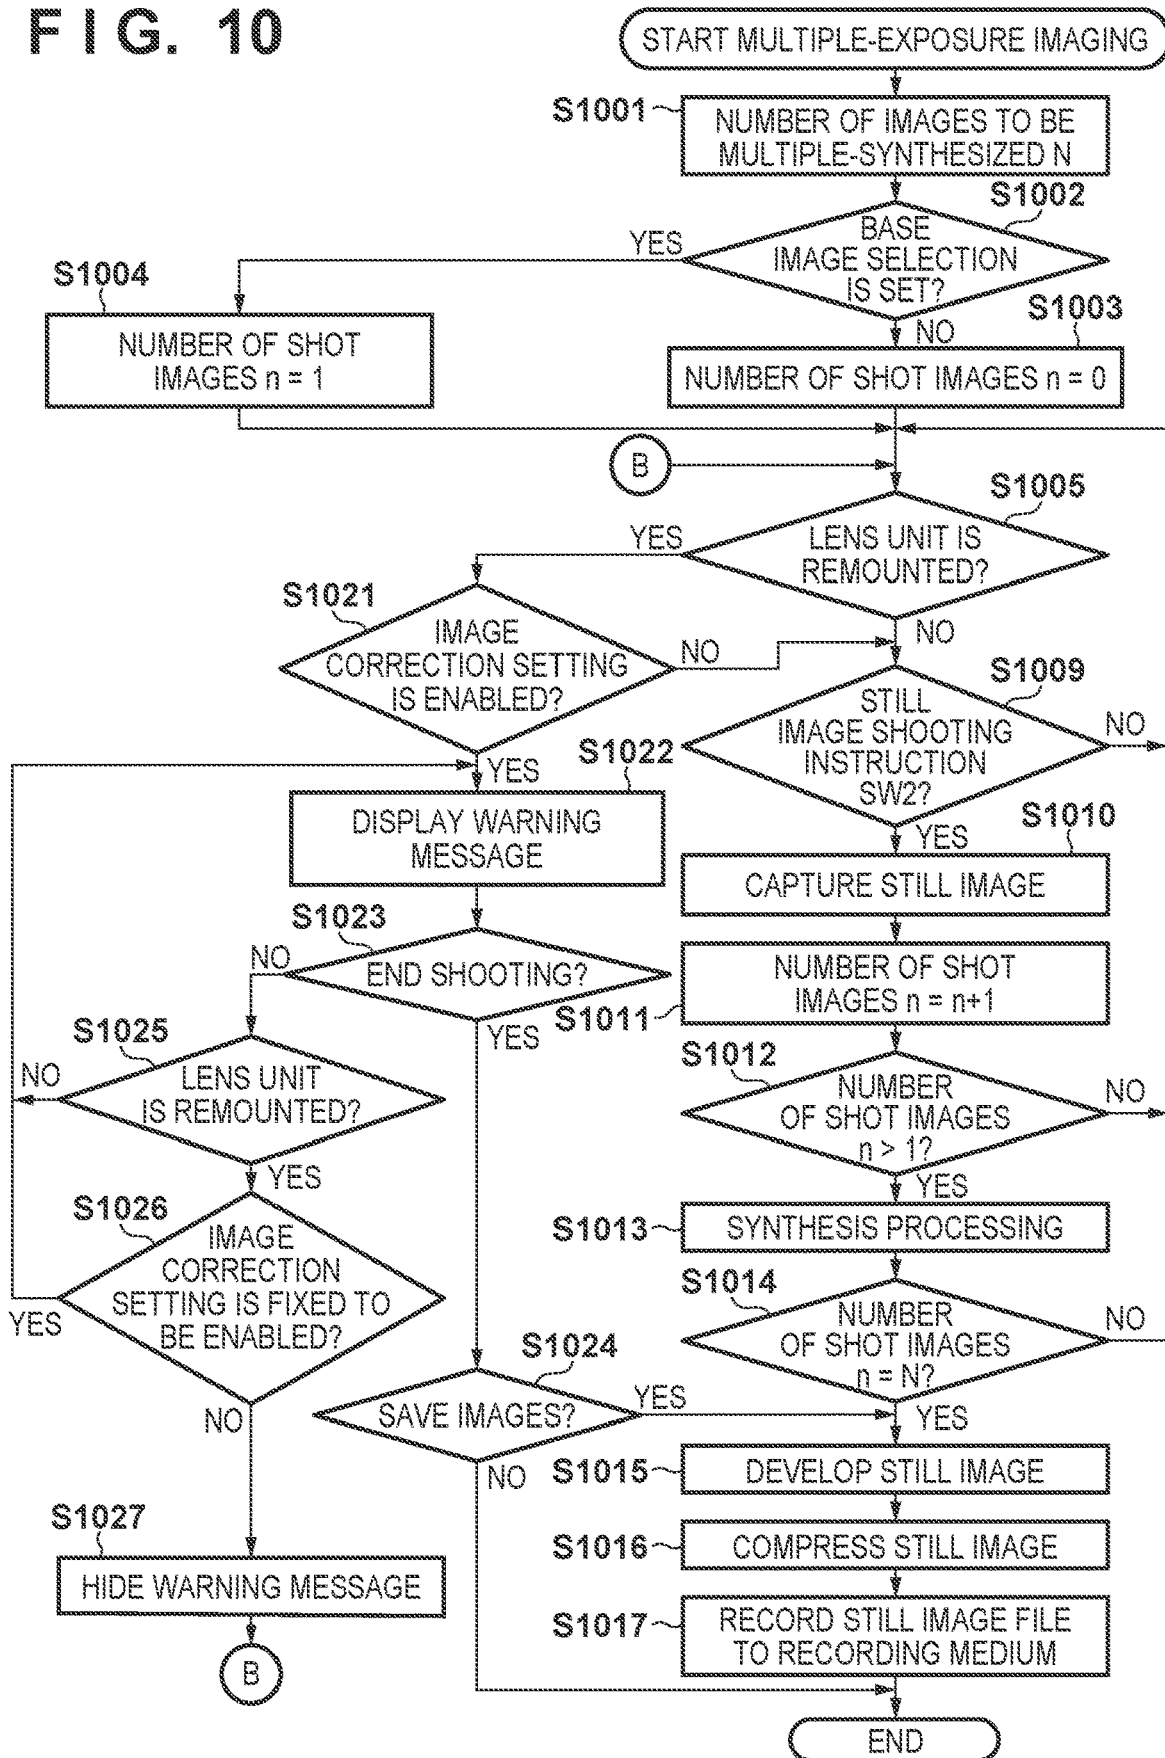 FIG. 10
START MULTIPLE-EXPOSURE IMAGING
S1001
NUMBER OF IMAGES TO BE
MULTIPLE-SYNTHESIZED N
S1002
BASE
IMAGE SELECTION
IS SET?
YES
NO
S1004
NUMBER OF SHOT
IMAGES n = 1
S1003
NUMBER OF SHOT IMAGES n = 0
B
S1005
LENS UNIT IS
REMOUNTED?
YES
NO
S1021
IMAGE
CORRECTION SETTING
IS ENABLED?
NO
YES
S1009
STILL
IMAGE SHOOTING
INSTRUCTION
SW2?
NO
YES
S1022
DISPLAY WARNING
MESSAGE
S1010
CAPTURE STILL IMAGE
S1023
END SHOOTING?
NO
YES
S1011
NUMBER OF SHOT
IMAGES n = n+1
S1025
LENS UNIT
IS REMOUNTED?
NO
YES
S1012
NUMBER
OF SHOT IMAGES
n > 1?
NO
YES
S1026
IMAGE
CORRECTION
SETTING IS FIXED TO
BE ENABLED?
YES
NO
S1013
SYNTHESIS PROCESSING
S1014
NUMBER
OF SHOT IMAGES
n = N?
NO
YES
S1024
SAVE IMAGES?
YES
NO
S1015
DEVELOP STILL IMAGE
S1027
HIDE WARNING MESSAGE
B
S1016
COMPRESS STILL IMAGE
S1017
RECORD STILL IMAGE FILE
TO RECORDING MEDIUM
END